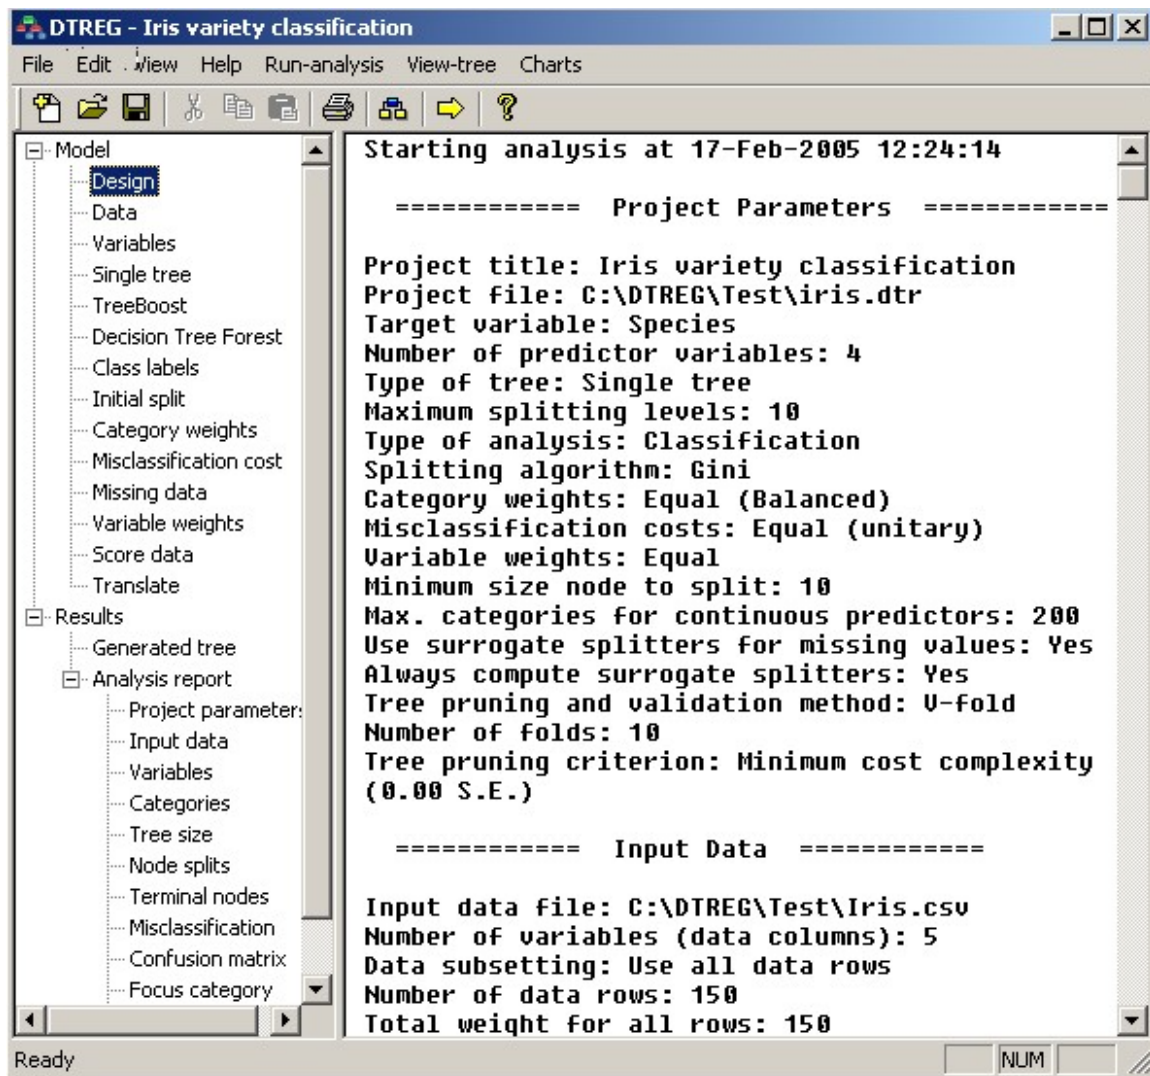 DTREG - Iris variety classification
File Edit View Help Run-analysis View-tree Charts
Model
Design
Data
Variables
Single tree
TreeBoost
Decision Tree Forest
Class labels
Initial split
Category weights
Misclassification cost
Missing data
Variable weights
Score data
Translate
Results
Generated tree
Analysis report
Project parameter
Input data
Variables
Categories
Tree size
Node splits
Terminal nodes
Misclassification
Confusion matrix
Focus category
Starting analysis at 17-Feb-2005 12:24:14
============ Project Parameters ============
Project title: Iris variety classification
Project file: C:\DTREG\Test\iris.dtr
Target variable: Species
Number of predictor variables: 4
Type of tree: Single tree
Maximum splitting levels: 10
Type of analysis: Classification
Splitting algorithm: Gini
Category weights: Equal (Balanced)
Misclassification costs: Equal (unitary)
Variable weights: Equal
Minimum size node to split: 10
Max. categories for continuous predictors: 200
Use surrogate splitters for missing values: Yes
Always compute surrogate splitters: Yes
Tree pruning and validation method: V-fold
Number of folds: 10
Tree pruning criterion: Minimum cost complexity
(0.00 S.E.)
============ Input Data ============
Input data file: C:\DTREG\Test\Iris.csv
Number of variables (data columns): 5
Data subsetting: Use all data rows
Number of data rows: 150
Total weight for all rows: 150
Ready
NUM